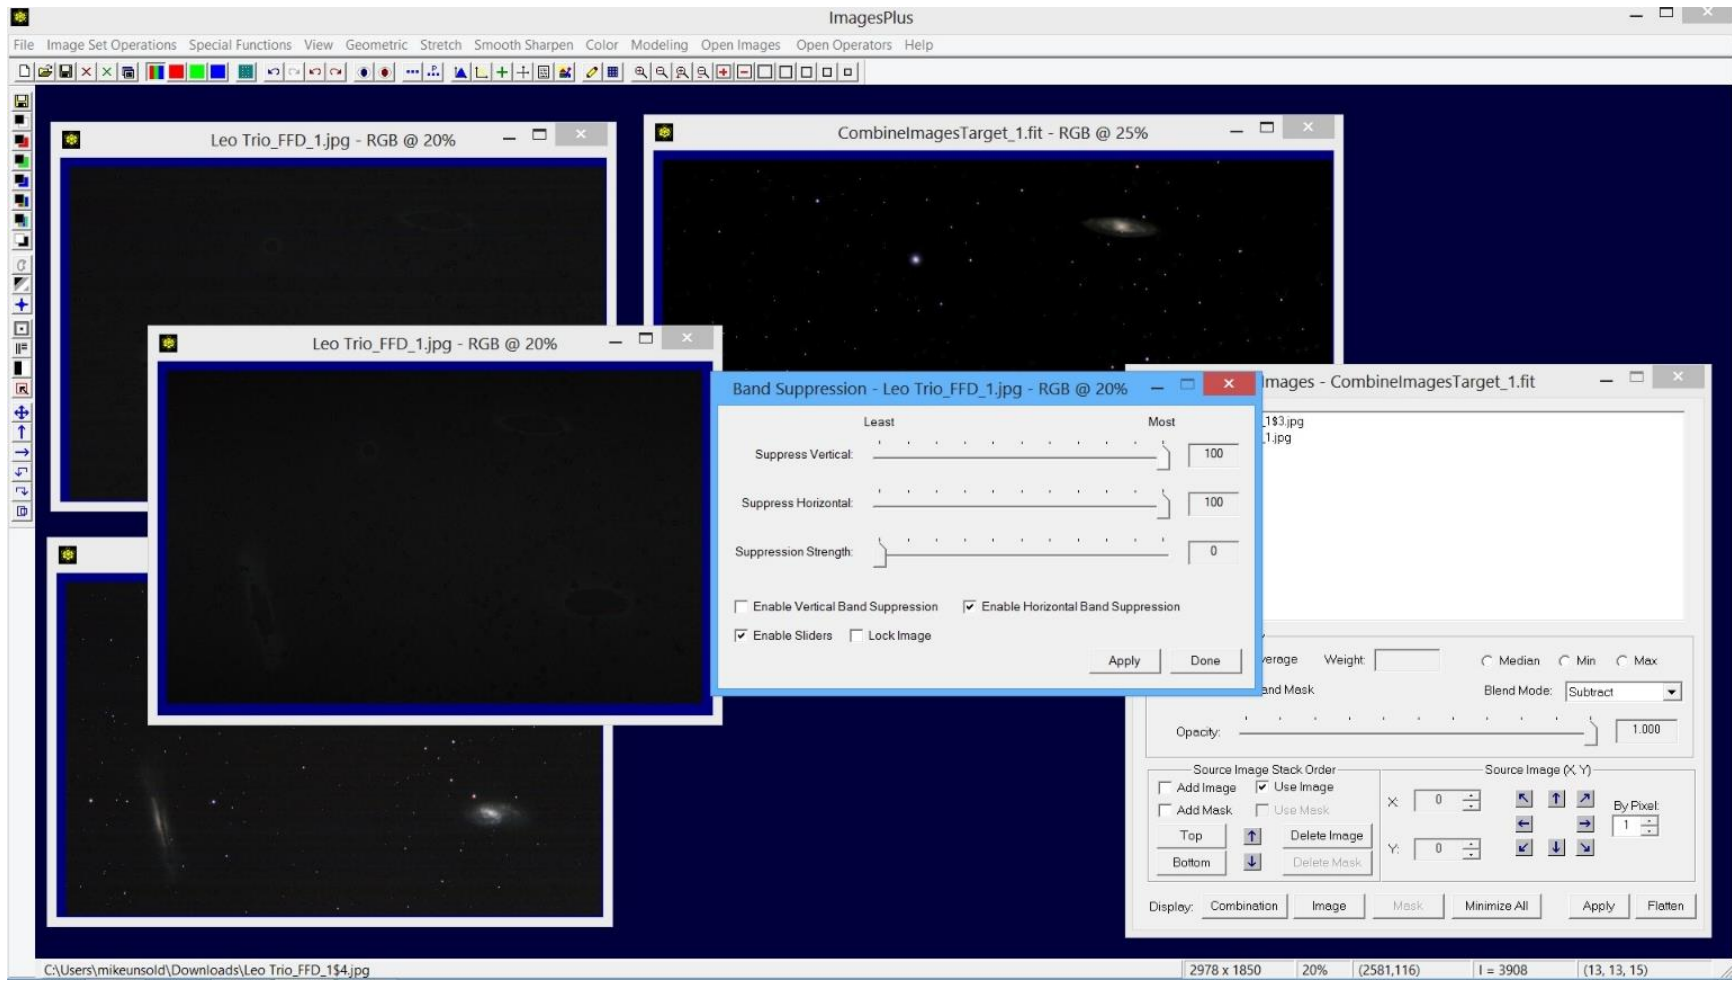 ImagesPlus
File Image Set Operations Special Functions View Geometric Stretch Smooth Sharpen Color Modeling Open Images Open Operators Help
Leo Trio_FFD_1.jpg - RGB @ 20%
CombineImagesTarget_1.fit - RGB @ 25%
Leo Trio_FFD_1.jpg - RGB @ 20%
Band Suppression - Leo Trio_FFD_1.jpg - RGB @ 20%
Least Most
Suppress Vertical: 100
Suppress Horizontal: 100
Suppression Strength: 0
Enable Vertical Band Suppression Enable Horizontal Band Suppression
Enable Sliders Lock Image
Apply Done
Images - CombineImagesTarget_1.fit
_1$3.jpg
_1.jpg
verage Weight: Median Min Max
and Mask Blend Mode: Subtract
Opacity: 1.000
Source Image Stack Order
Add Image Use Image
Add Mask Use Mask
Top Delete Image
Bottom Delete Mask
Source Image (X, Y)
X: 0
Y: 0
By Pixel:
1
Display: Combination Image Mask Minimize All Apply Flatten
C:\Users\mikeunsold\Downloads\Leo Trio_FFD_1$4.jpg 2978 x 1850 20% (2581,116) I = 3908 (13, 13, 15)